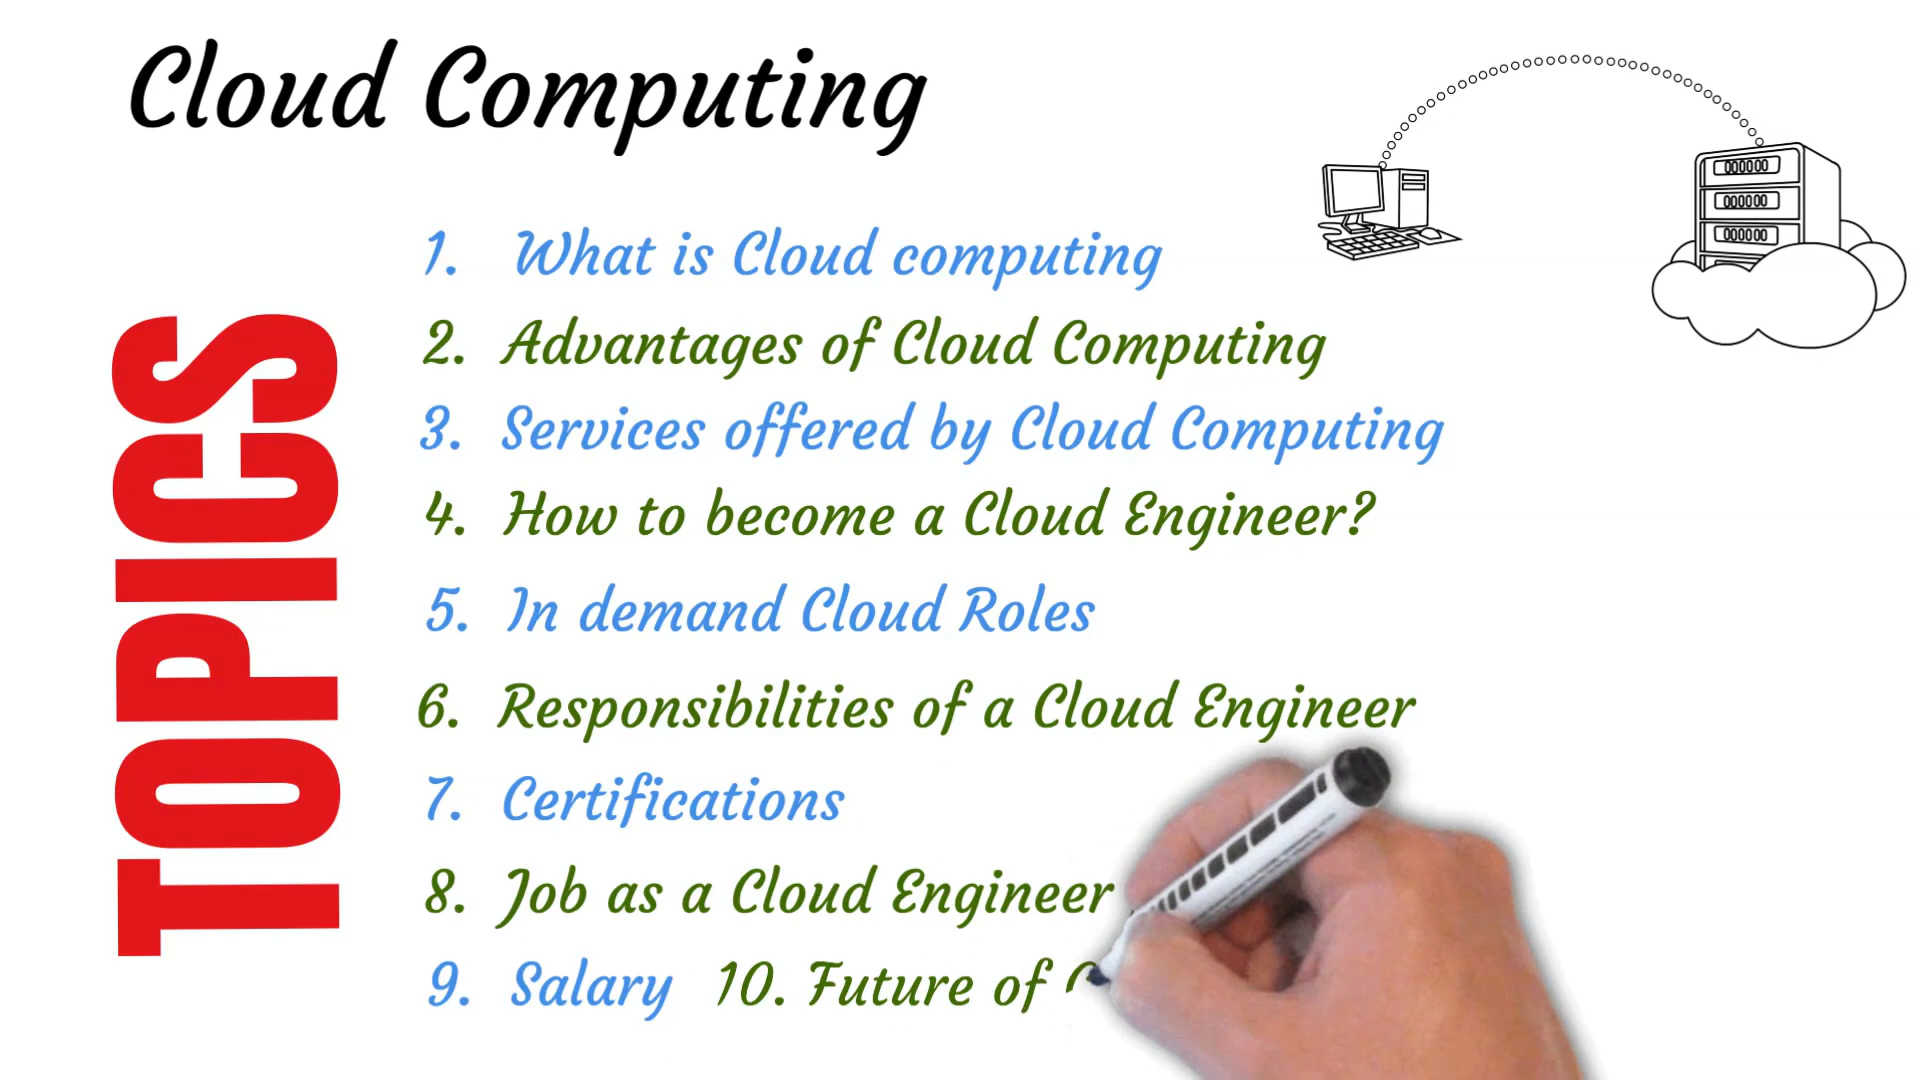 Cloud Computing
TOPICS
1. What is Cloud computing
2. Advantages of Cloud Computing
3. Services offered by Cloud Computing
4. How to become a Cloud Engineer?
5. In demand Cloud Roles
6. Responsibilities of a Cloud Engineer
7. Certifications
8. Job as a Cloud Engineer
9. Salary 10. Future of